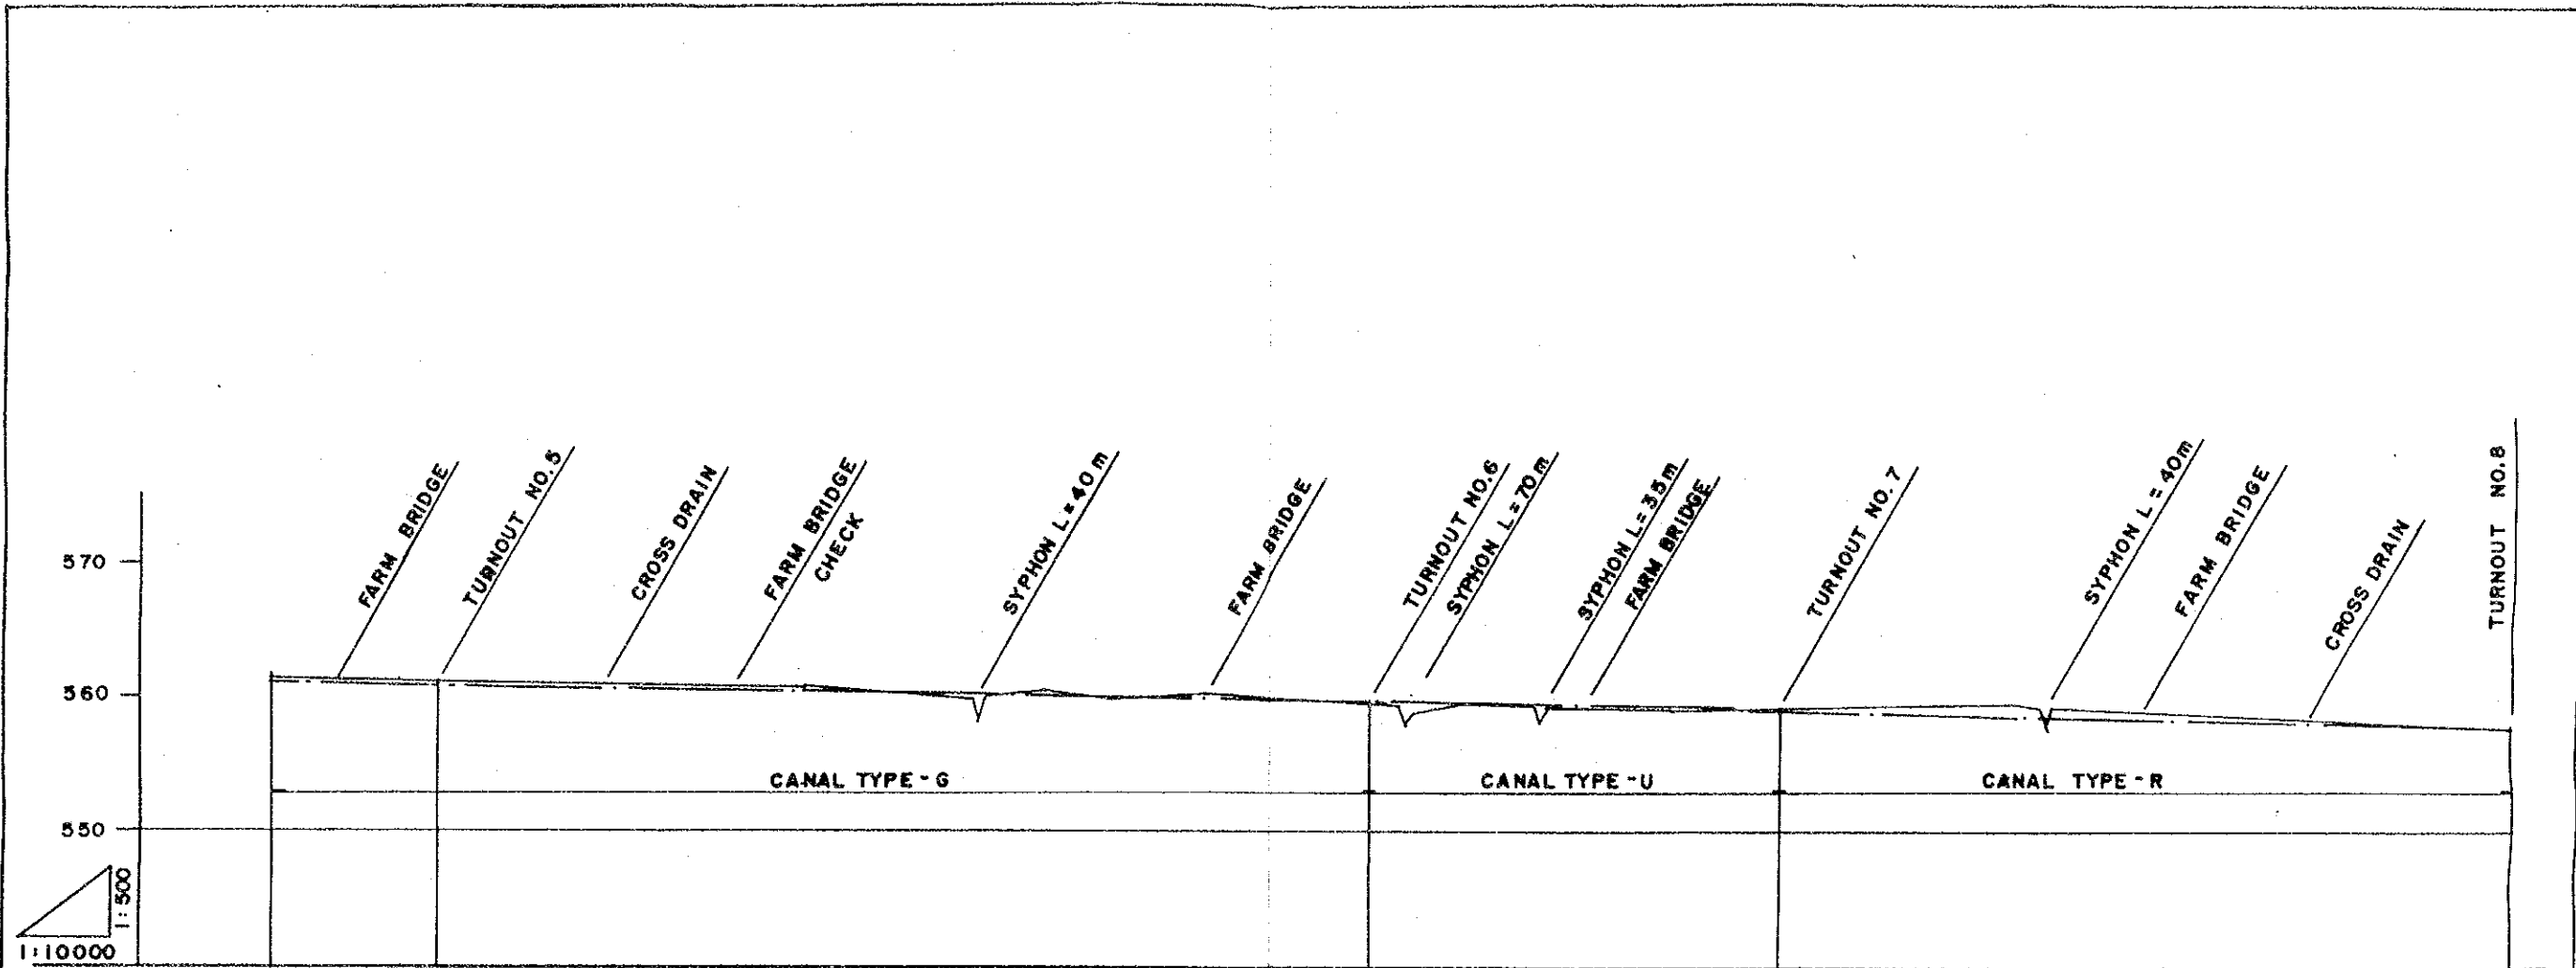 FARM BRIDGE
TURNOUT NO. 5
CROSS DRAIN
FARM BRIDGE
CHECK
SYPHON L=40m
FARM BRIDGE
TURNOUT NO.6
SYPHON L=70m
SYPHON L=35m
FARM BRIDGE
TURNOUT NO. 7
SYPHON L = 40m
FARM BRIDGE
CROSS DRAIN
TURNOUT NO. 8
570
560
550
CANAL TYPE - G
CANAL TYPE - U
CANAL TYPE - R
1:500
1:10000